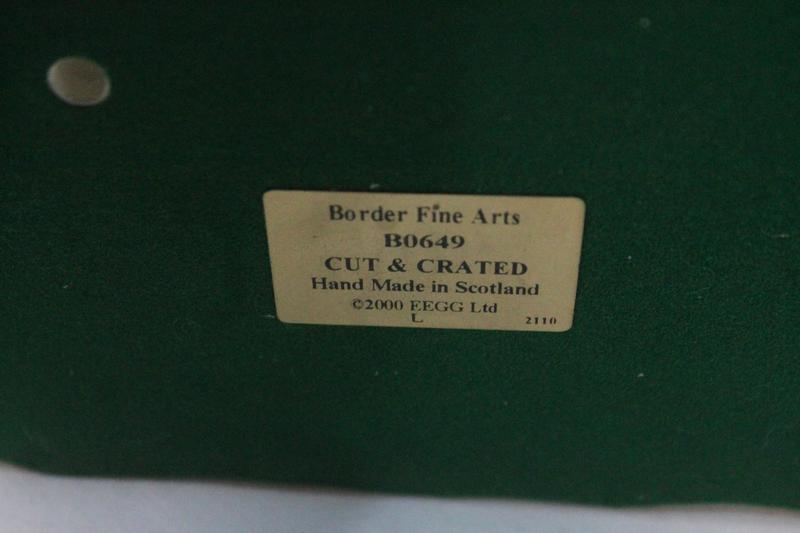 Border Fine Arts
B0649
CUT & CRATED
Hand Made in Scotland
©2000 EEGG Ltd
L 2110